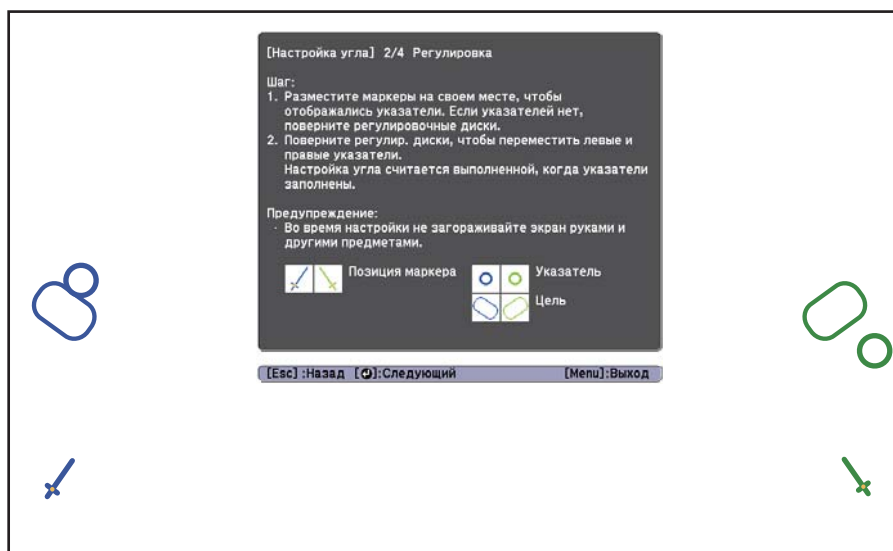 [Настройка угла] 2/4 Регулировка
Шаг:
1. Разместите маркеры на своем месте, чтобы
отображались указатели. Если указателей нет,
поверните регулировочные диски.
2. Поверните регулир. диски, чтобы переместить левые и
правые указатели.
Настройка угла считается выполненной, когда указатели
заполнены.
Предупреждение:
· Во время настройки не загораживайте экран руками и
другими предметами.
Позиция маркера
Указатель
Цель
[Esc] :Назад [⏎]:Следующий [Menu]:Выход